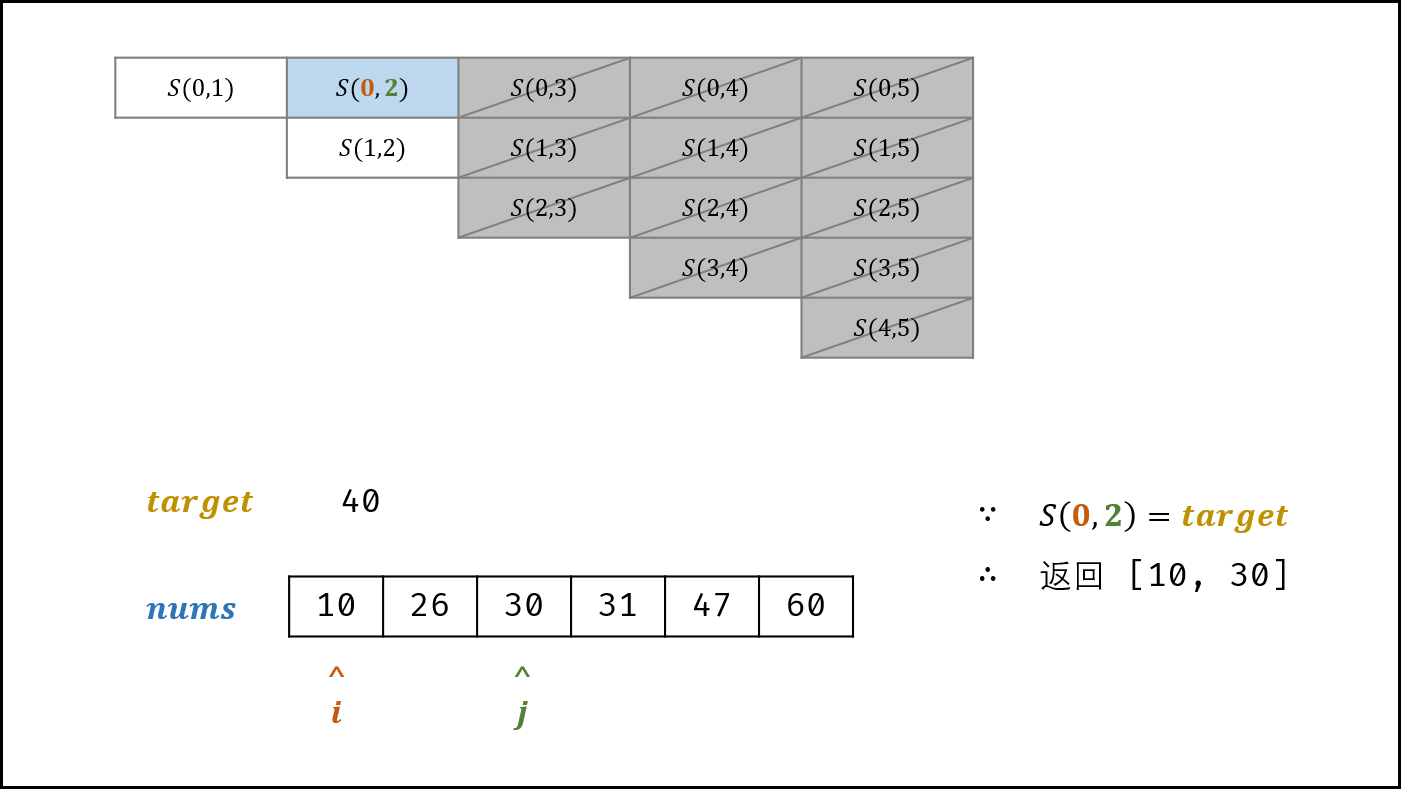 S(0,1) S(0,2) S(0,3) S(0,4) S(0,5)
S(1,2) S(1,3) S(1,4) S(1,5)
S(2,3) S(2,4) S(2,5)
S(3,4) S(3,5)
S(4,5)
target 40
∵ S(0,2) = target
∴ 返回 [10, 30]
nums 10 26 30 31 47 60
^ ^
i j